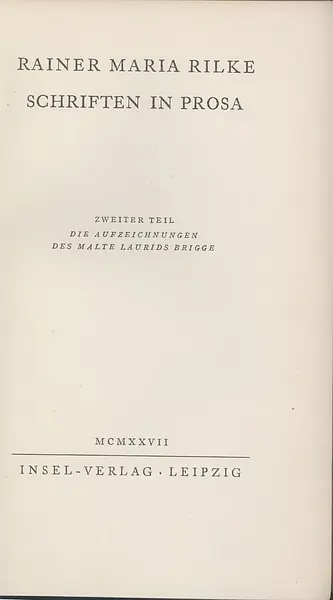 RAINER MARIA RILKE
SCHRIFTEN IN PROSA
ZWEITER TEIL
DIE AUFZEICHNUNGEN
DES MALTE LAURIDS BRIGGE
MCMXXVII
INSEL-VERLAG · LEIPZIG